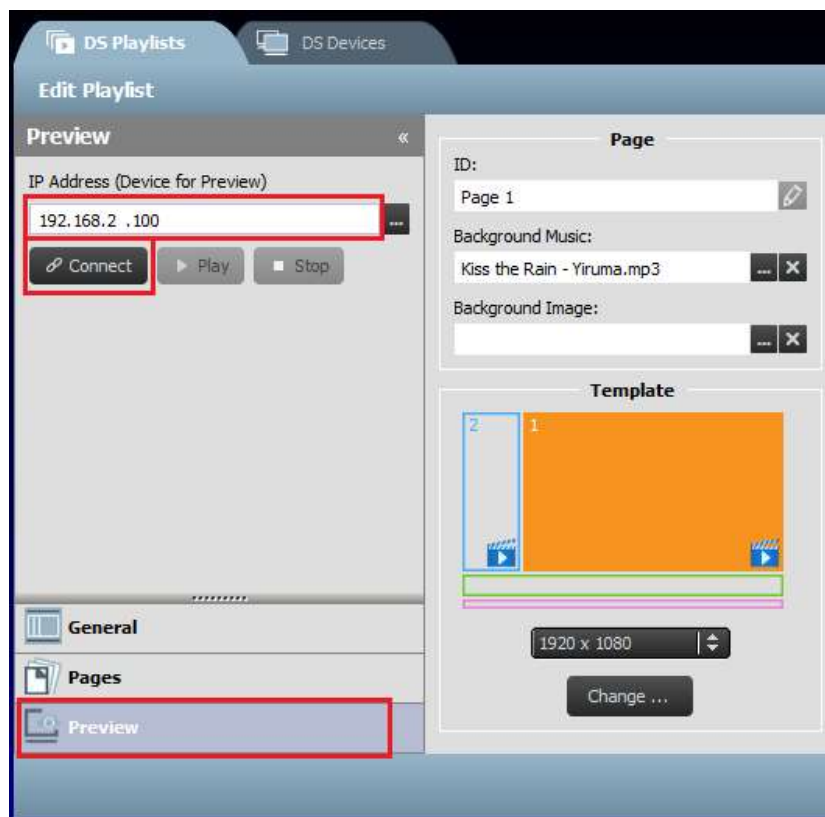 DS Playlists DS Devices
Edit Playlist
Preview «
IP Address (Device for Preview)
192.168.2 .100 ...
Connect Play Stop
General
Pages
Preview
Page
ID:
Page 1
Background Music:
Kiss the Rain - Yiruma.mp3 ... X
Background Image:
... X
Template
2 1
1920 x 1080
Change ...